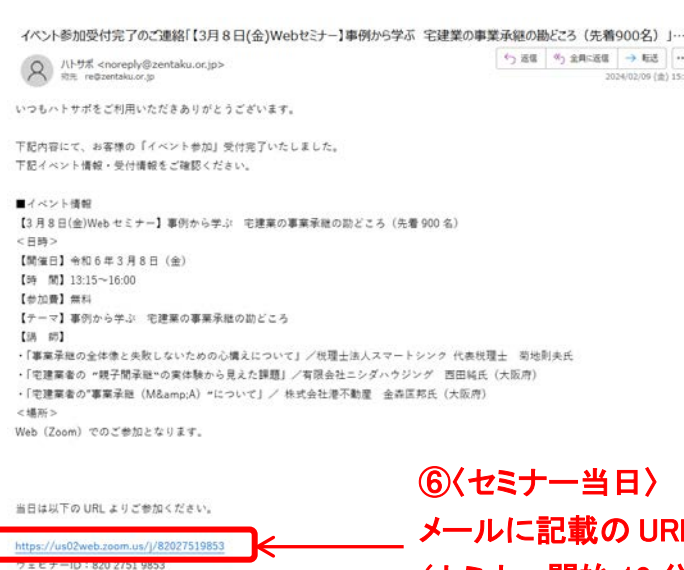 イベント参加受付完了のご連絡「【3月8日(金)Webセミナー】事例から学ぶ 宅建業の事業承継の勘どころ（先着900名）」…
ハトサポ <noreply@zentaku.or.jp>
宛先 re@zentaku.or.jp
返信 全員に返信 転送 …
2024/02/09 (金) 15:
いつもハトサポをご利用いただきありがとうございます。
下記内容にて、お客様の「イベント参加」受付完了いたしました。
下記イベント情報・受付情報をご確認ください。
■イベント情報
【3月8日(金)Webセミナー】事例から学ぶ 宅建業の事業承継の勘どころ（先着900名）
＜日時＞
【開催日】令和6年3月8日（金）
【時 間】13:15～16:00
【参加費】無料
【テーマ】事例から学ぶ 宅建業の事業承継の勘どころ
【講 師】
・「事業承継の全体像と失敗しないための心構えについて」／税理士法人スマートシンク 代表税理士 菊地則夫氏
・「宅建業者の “親子間承継“の実体験から見えた課題」／有限会社ニシダハウジング 西田純氏（大阪府）
・「宅建業者の“事業承継（M&amp;A）“について」／ 株式会社港不動産 金森匡邦氏（大阪府）
＜場所＞
Web（Zoom）でのご参加となります。
当日は以下の URL よりご参加ください。
https://us02web.zoom.us/j/82027519853
ウェビナーID：820 2751 9853
⑥〈セミナー当日〉
メールに記載の URL